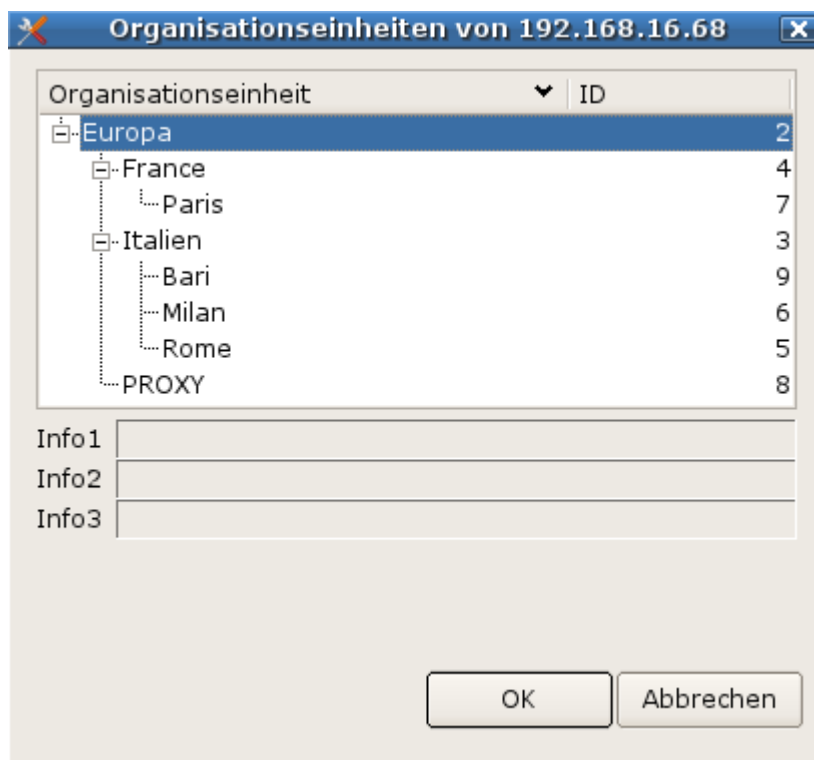 Organisationseinheiten von 192.168.16.68
Organisationseinheit ID
Europa 2
France 4
Paris 7
Italien 3
Bari 9
Milan 6
Rome 5
PROXY 8
Info1
Info2
Info3
OK Abbrechen